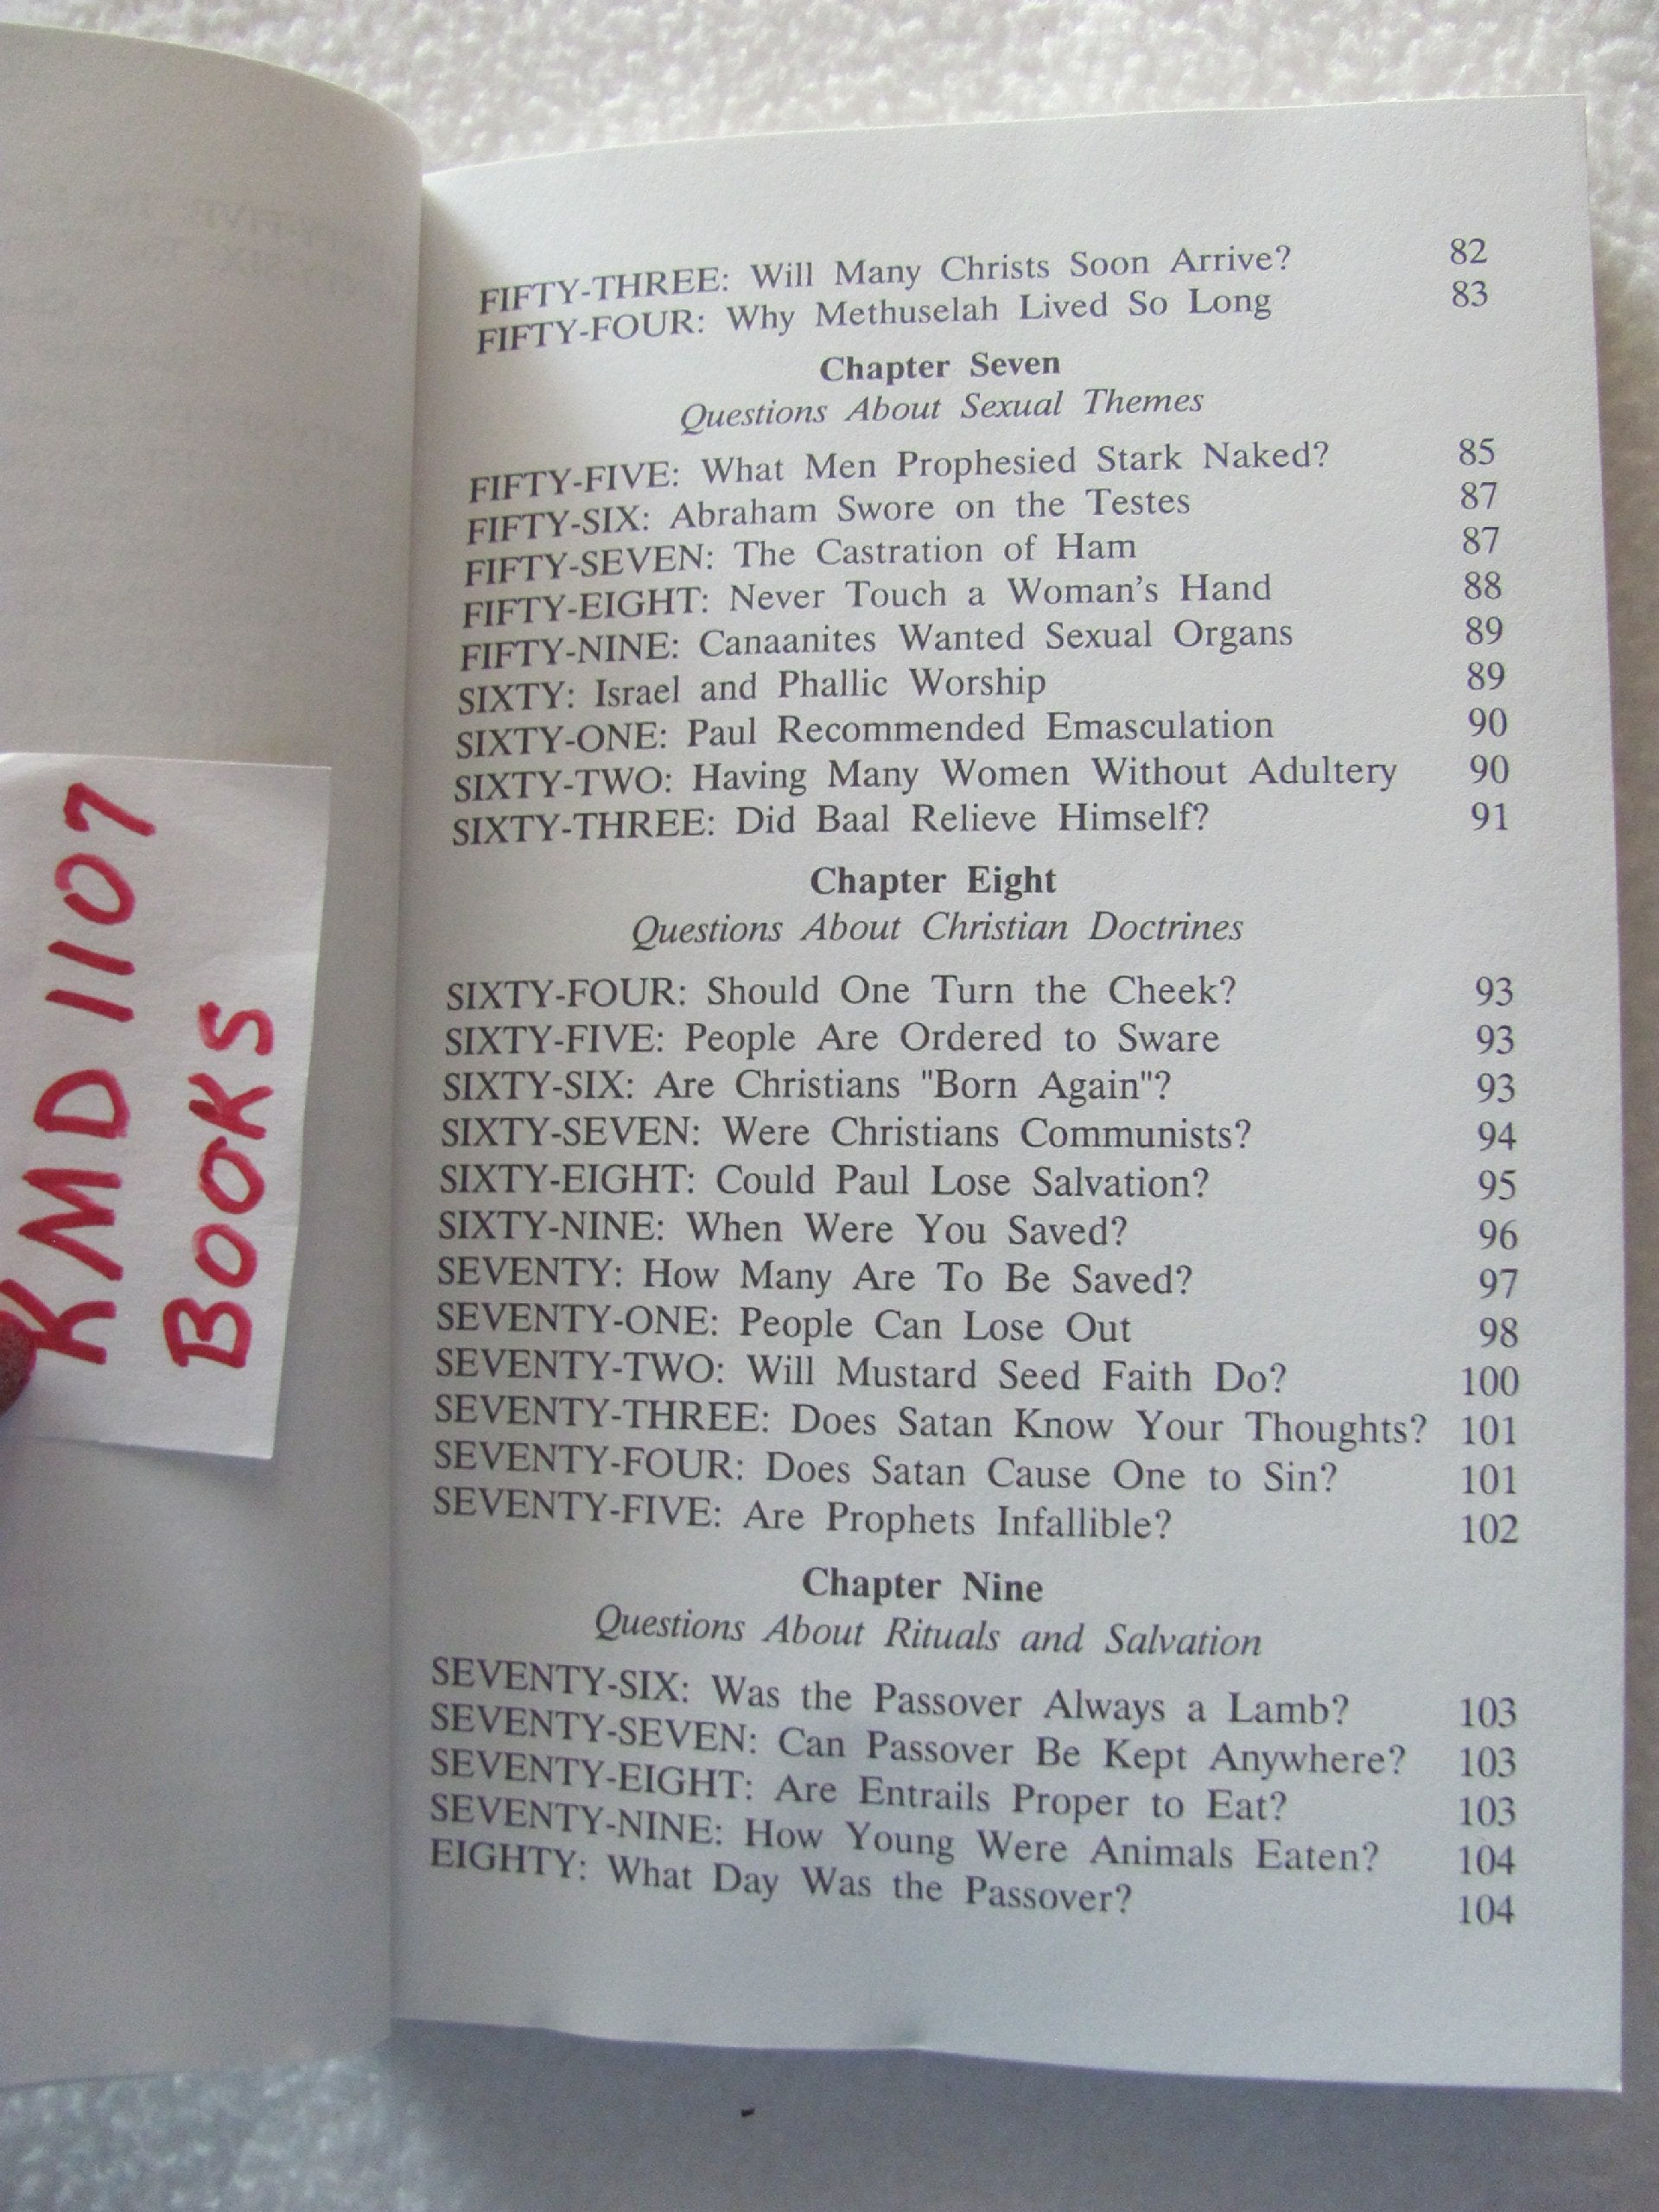 FIFTY-THREE: Will Many Christs Soon Arrive? 82
FIFTY-FOUR: Why Methuselah Lived So Long 83
Chapter Seven
Questions About Sexual Themes
FIFTY-FIVE: What Men Prophesied Stark Naked? 85
FIFTY-SIX: Abraham Swore on the Testes 87
FIFTY-SEVEN: The Castration of Ham 87
FIFTY-EIGHT: Never Touch a Woman's Hand 88
FIFTY-NINE: Canaanites Wanted Sexual Organs 89
SIXTY: Israel and Phallic Worship 89
SIXTY-ONE: Paul Recommended Emasculation 90
SIXTY-TWO: Having Many Women Without Adultery 90
SIXTY-THREE: Did Baal Relieve Himself? 91
Chapter Eight
Questions About Christian Doctrines
SIXTY-FOUR: Should One Turn the Cheek? 93
SIXTY-FIVE: People Are Ordered to Sware 93
SIXTY-SIX: Are Christians "Born Again"? 93
SIXTY-SEVEN: Were Christians Communists? 94
SIXTY-EIGHT: Could Paul Lose Salvation? 95
SIXTY-NINE: When Were You Saved? 96
SEVENTY: How Many Are To Be Saved? 97
SEVENTY-ONE: People Can Lose Out 98
SEVENTY-TWO: Will Mustard Seed Faith Do? 100
SEVENTY-THREE: Does Satan Know Your Thoughts? 101
SEVENTY-FOUR: Does Satan Cause One to Sin? 101
SEVENTY-FIVE: Are Prophets Infallible? 102
Chapter Nine
Questions About Rituals and Salvation
SEVENTY-SIX: Was the Passover Always a Lamb? 103
SEVENTY-SEVEN: Can Passover Be Kept Anywhere? 103
SEVENTY-EIGHT: Are Entrails Proper to Eat? 103
SEVENTY-NINE: How Young Were Animals Eaten? 104
EIGHTY: What Day Was the Passover? 104
KMD 1107
BOOKS